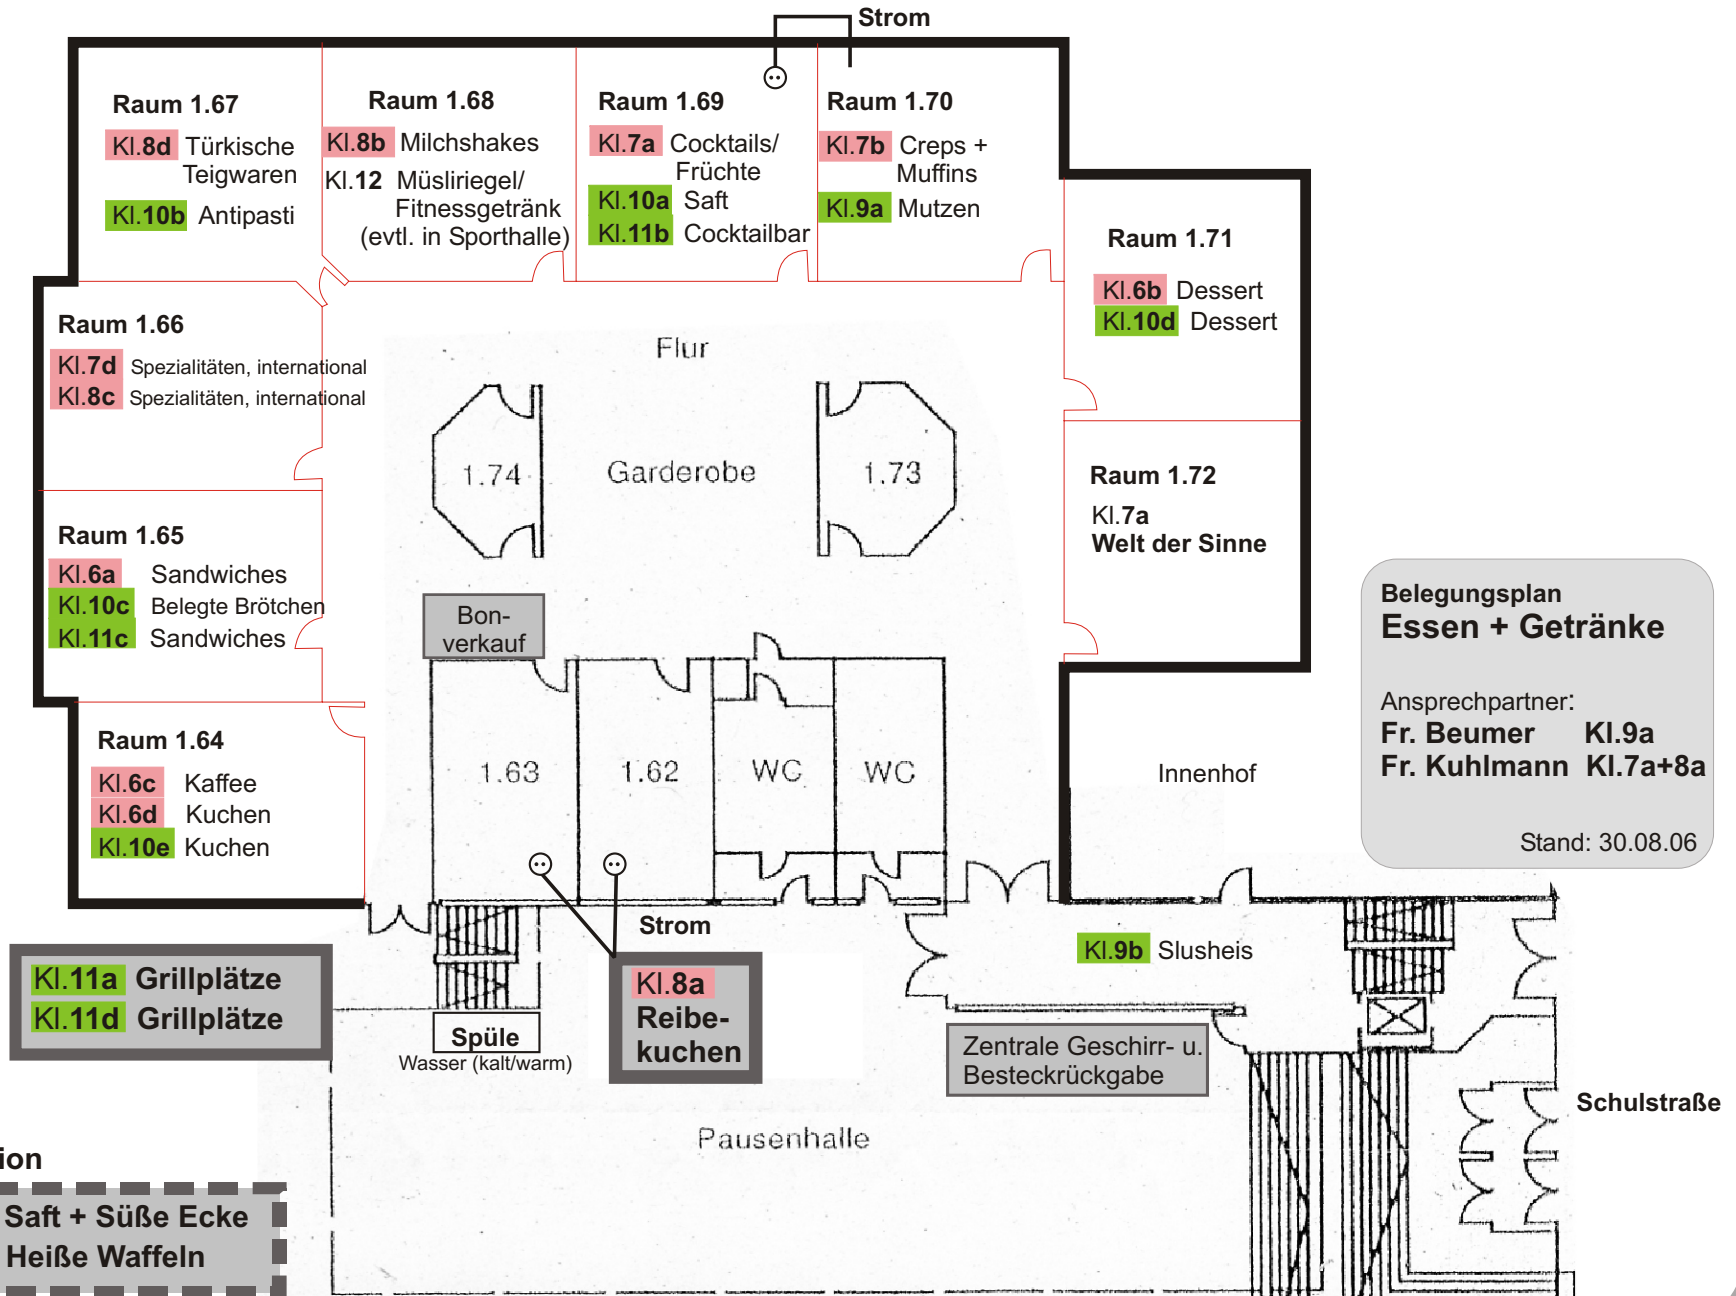 Strom
Raum 1.67
Kl.8d Türkische
Teigwaren
Kl.10b Antipasti
Raum 1.68
Kl.8b Milchshakes
Kl.12 Müsliriegel/
Fitnessgetränk
(evtl. in Sporthalle)
Raum 1.69
Kl.7a Cocktails/
Früchte
Kl.10a Saft
Kl.11b Cocktailbar
Raum 1.70
Kl.7b Creps +
Muffins
Kl.9a Mutzen
Raum 1.71
Kl.6b Dessert
Kl.10d Dessert
Raum 1.66
Kl.7d Spezialitäten, international
Kl.8c Spezialitäten, international
Flur
1.74
Garderobe
1.73
Raum 1.72
Kl.7a
Welt der Sinne
Raum 1.65
Kl.6a Sandwiches
Kl.10c Belegte Brötchen
Kl.11c Sandwiches
Bon-
verkauf
Belegungsplan
Essen + Getränke
Ansprechpartner:
Fr. Beumer Kl.9a
Fr. Kuhlmann Kl.7a+8a
Stand: 30.08.06
Raum 1.64
Kl.6c Kaffee
Kl.6d Kuchen
Kl.10e Kuchen
1.63
1.62
WC
WC
Innenhof
Strom
Kl.11a Grillplätze
Kl.11d Grillplätze
Spüle
Wasser (kalt/warm)
Kl.8a
Reibe-
kuchen
Kl.9b Slusheis
Zentrale Geschirr- u.
Besteckrückgabe
Schulstraße
Pausenhalle
ion
Saft + Süße Ecke
Heiße Waffeln